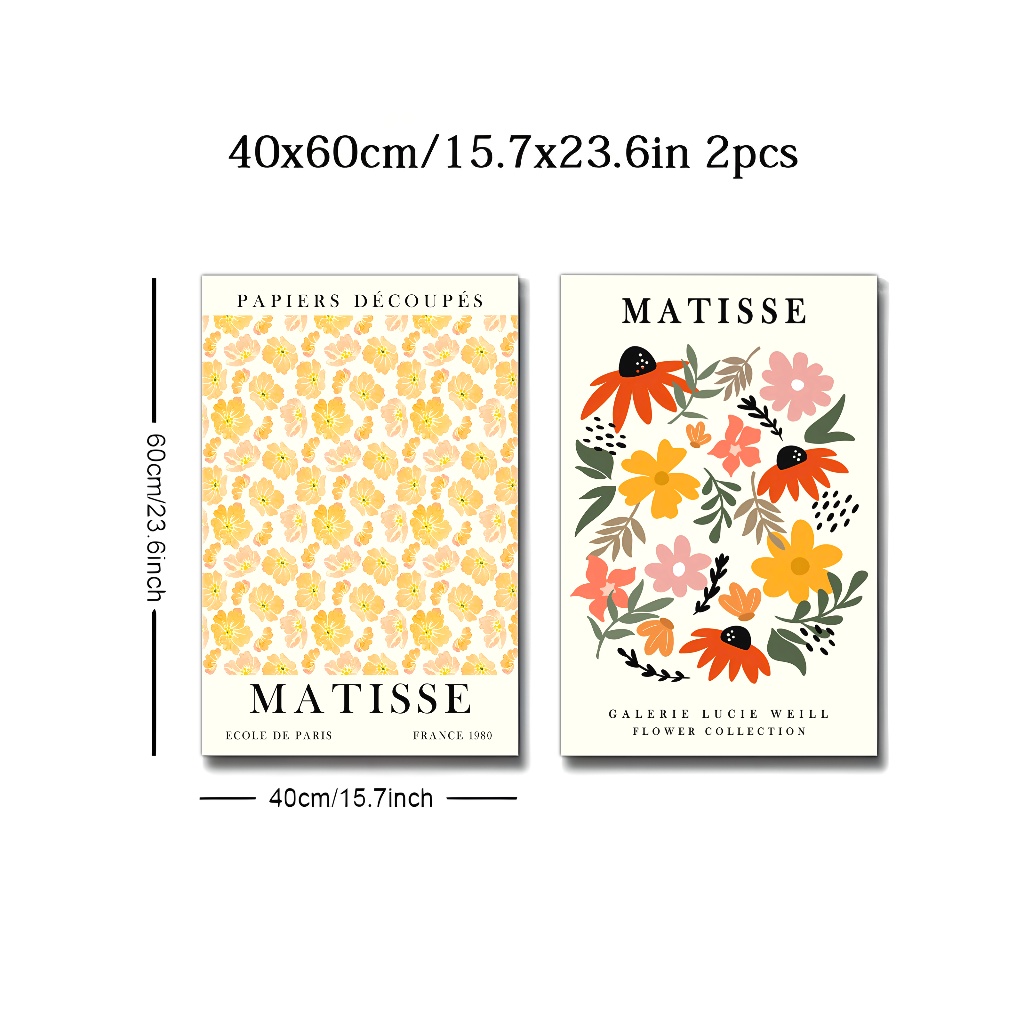 40x60cm/15.7x23.6in 2pcs
PAPIERS DÉCOUPÉS
MATISSE
ECOLE DE PARIS
FRANCE 1980
MATISSE
GALERIE LUCIE WEILL
FLOWER COLLECTION
60cm/23.6inch
40cm/15.7inch